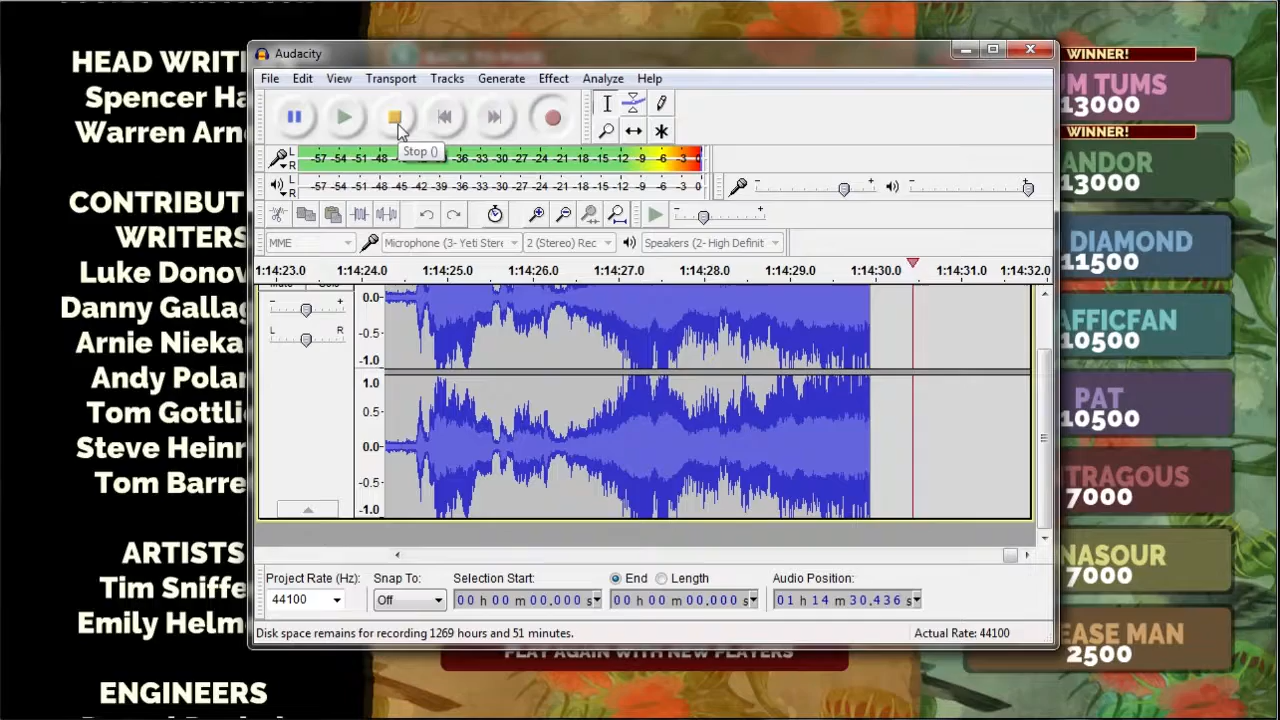 HEAD WRIT
Spencer Ha
Warren Arn
CONTRIBUT
WRITERS
Luke Donov
Danny Gallag
Arnie Nieka
Andy Polar
Tom Gottli
Steve Heinr
Tom Barre
ARTISTS
Tim Sniffe
Emily Helm
ENGINEERS
Audacity
File Edit View Transport Tracks Generate Effect Analyze Help
Stop ()
L
R
-57 -54 -51 -48 -45 -42 -39 -36 -33 -30 -27 -24 -21 -18 -15 -12 -9 -6 -3 0
L
R
-57 -54 -51 -48 -45 -42 -39 -36 -33 -30 -27 -24 -21 -18 -15 -12 -9 -6 -3 0
- + - +
- +
MME Microphone (3- Yeti Stere 2 (Stereo) Rec Speakers (2- High Definit
1:14:23.0 1:14:24.0 1:14:25.0 1:14:26.0 1:14:27.0 1:14:28.0 1:14:29.0 1:14:30.0 1:14:31.0 1:14:32.0
- +
L R
0.0
-0.5
-1.0
1.0
0.5
0.0
-0.5
-1.0
Project Rate (Hz): Snap To: Selection Start: End Length Audio Position:
44100 Off 00 h 00 m 00.000 s 00 h 00 m 00.000 s 01 h 14 m 30.436 s
Disk space remains for recording 1269 hours and 51 minutes. Actual Rate: 44100
PLAY AGAIN WITH NEW PLAYERS
WINNER!
UM TUMS
13000
WINNER!
ANDOR
13000
DIAMOND
11500
AFFICFAN
10500
PAT
10500
TRAGOUS
7000
NASOUR
7000
EASE MAN
2500